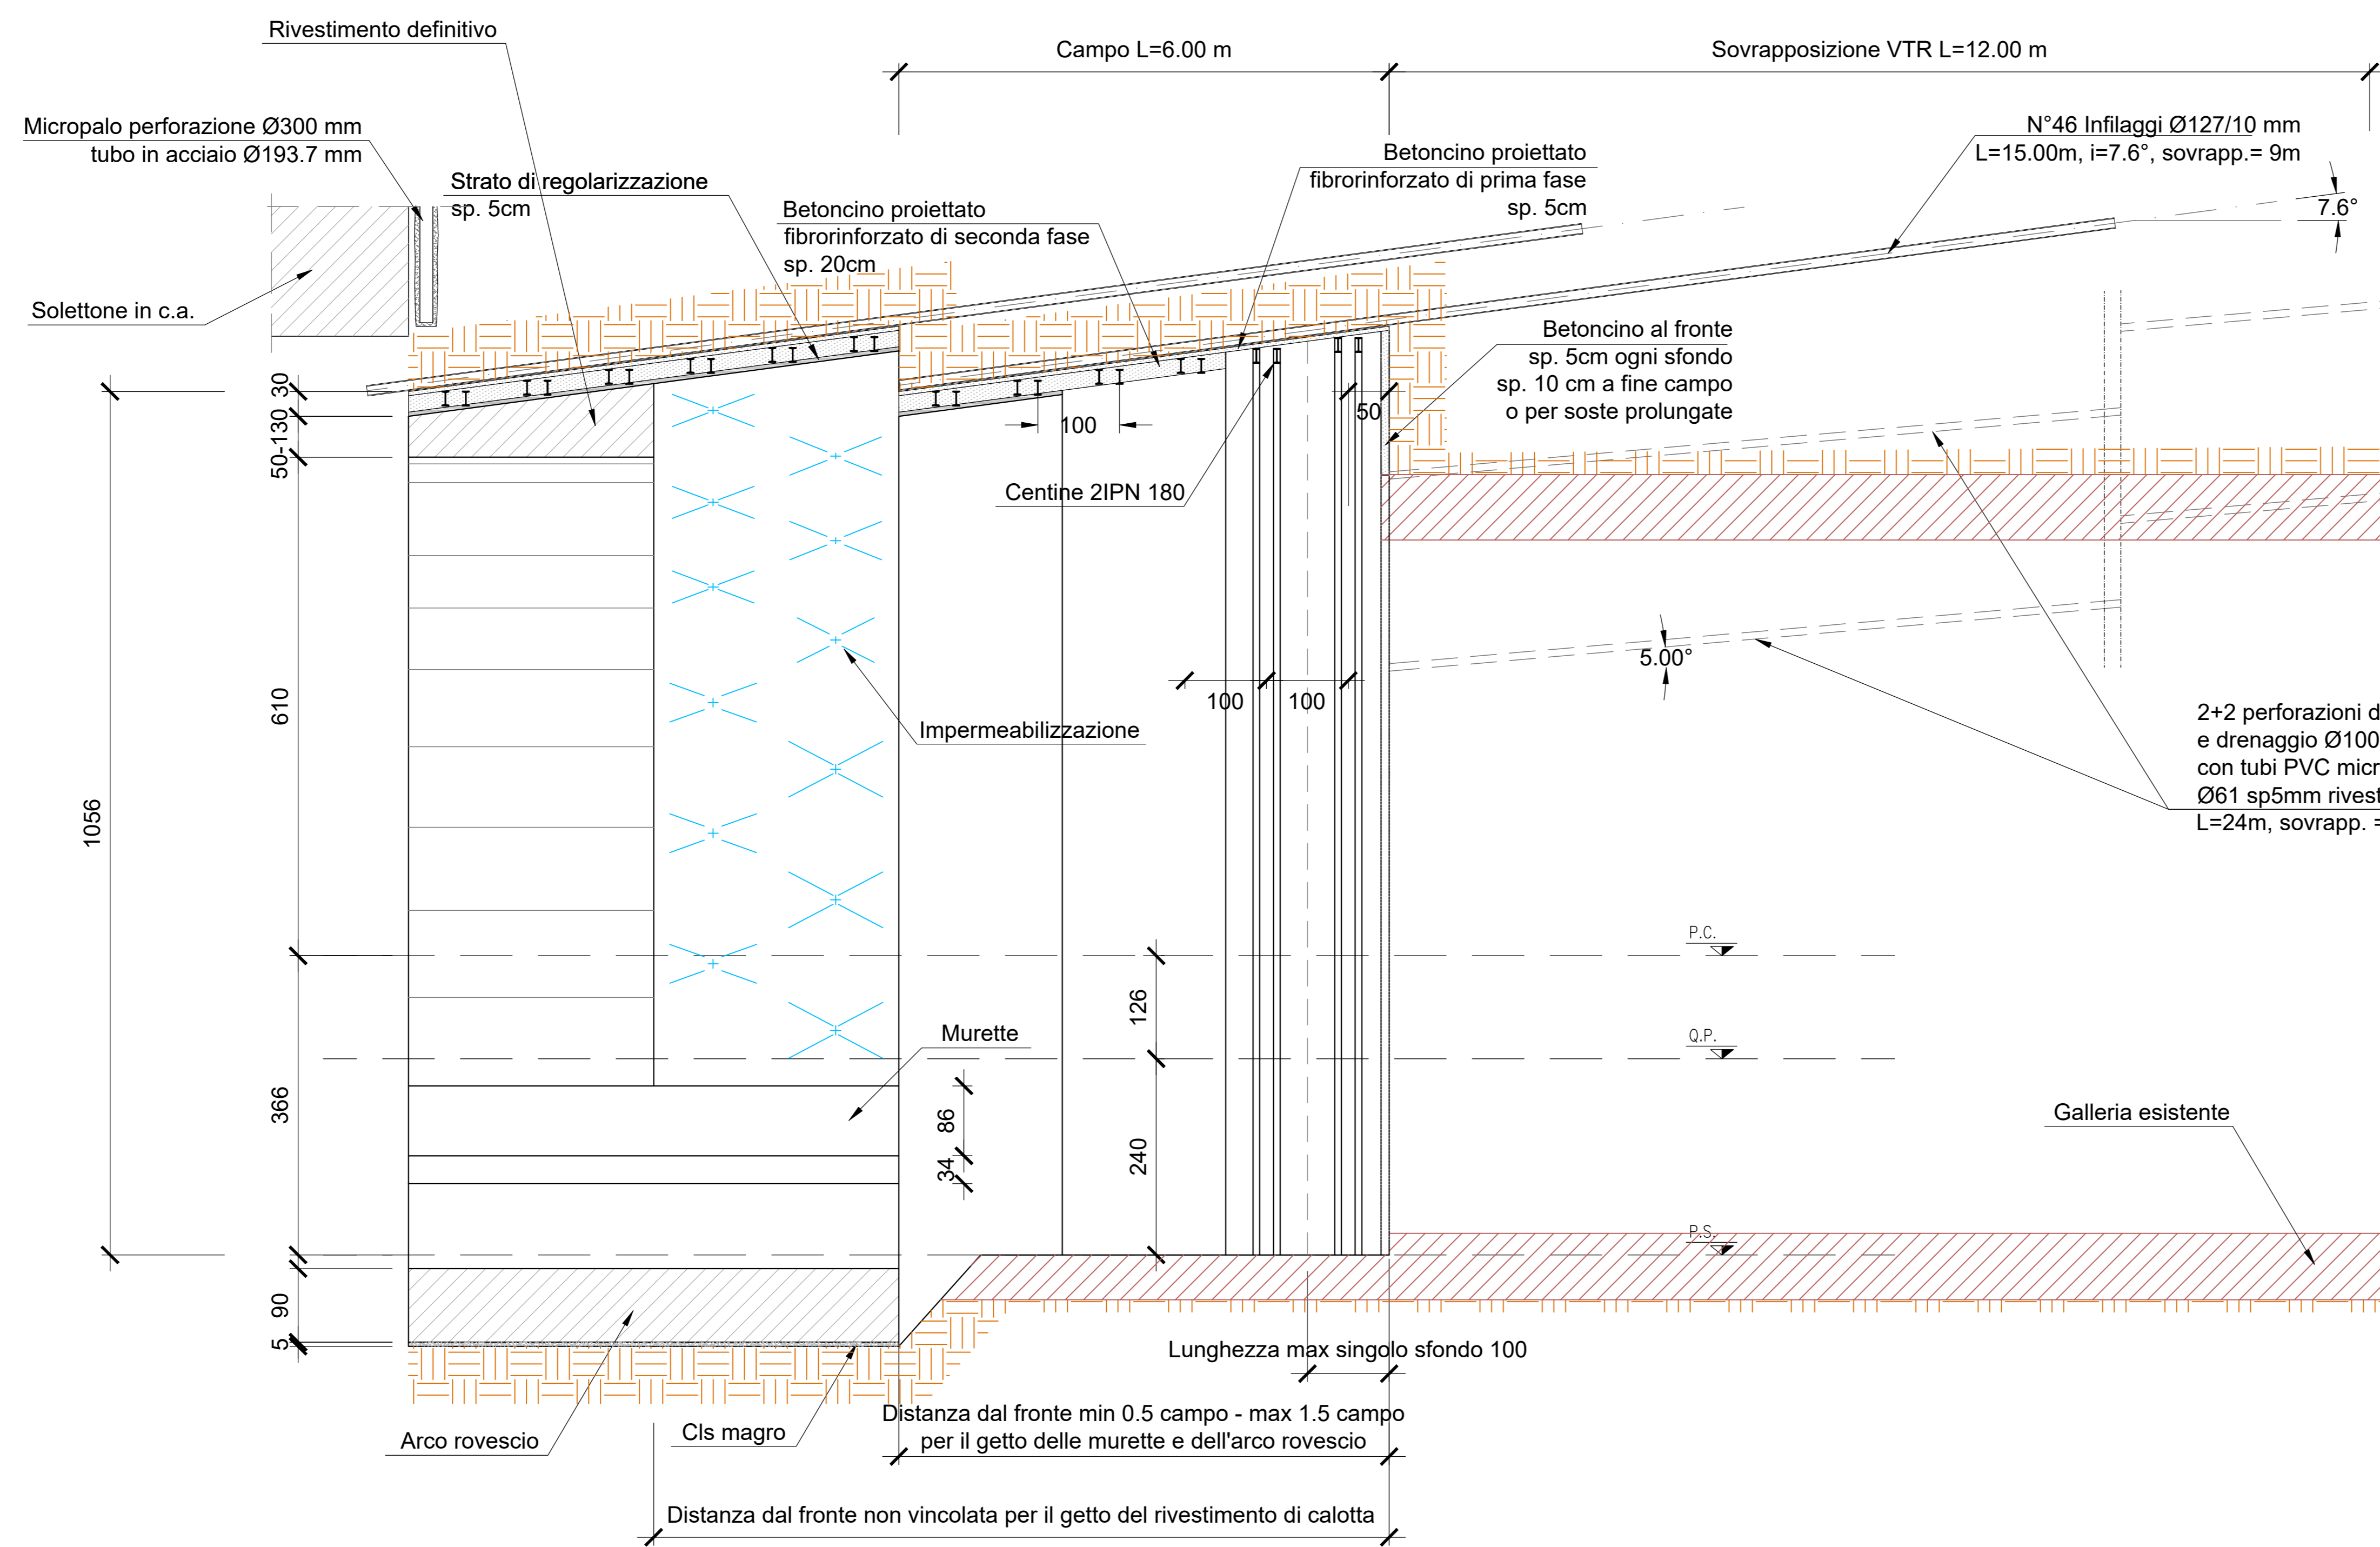 Rivestimento definitivo
Campo L=6.00 m
Sovrapposizione VTR L=12.00 m
Micropalo perforazione Ø300 mm
tubo in acciaio Ø193.7 mm
Strato di regolarizzazione
sp. 5cm
Betoncino proiettato
fibrorinforzato di seconda fase
sp. 20cm
Betoncino proiettato
fibrorinforzato di prima fase
sp. 5cm
N°46 Infilaggi Ø127/10 mm
L=15.00m, i=7.6°, sovrapp.= 9m
7.6°
Solettone in c.a.
Betoncino al fronte
sp. 5cm ogni sfondo
sp. 10 cm a fine campo
o per soste prolungate
30
50-130
50
100
Centine 2IPN 180
610
5.00°
100
100
Impermeabilizzazione
2+2 perforazioni d
e drenaggio Ø100
con tubi PVC micr
Ø61 sp5mm rivest
L=24m, sovrapp. =
1056
P.C.
126
Q.P.
Murette
366
86
34
240
Galleria esistente
P.S.
90
5
Lunghezza max singolo sfondo 100
Distanza dal fronte min 0.5 campo - max 1.5 campo
per il getto delle murette e dell'arco rovescio
Arco rovescio
Cls magro
Distanza dal fronte non vincolata per il getto del rivestimento di calotta